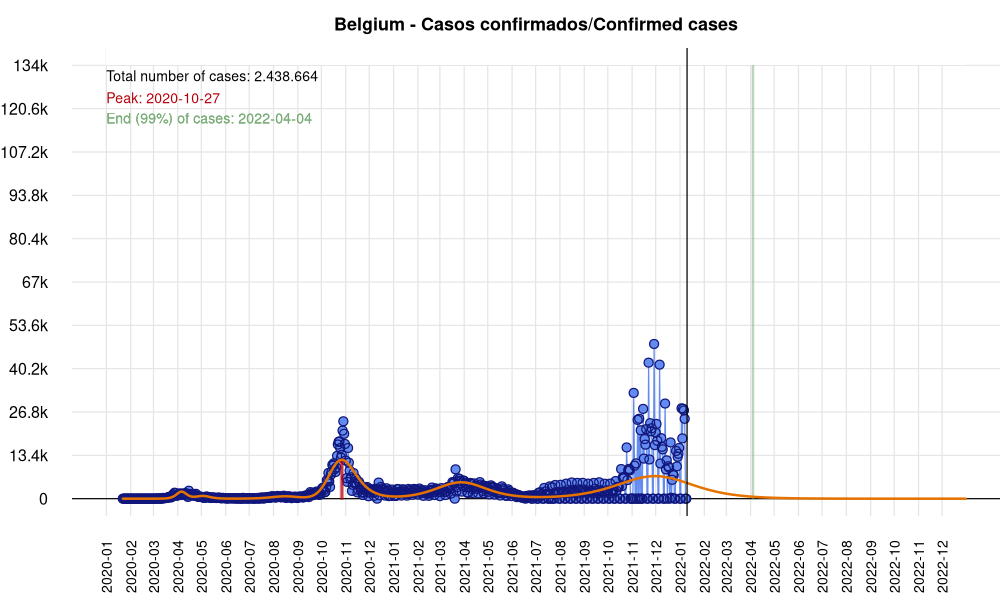 Belgium - Casos confirmados/Confirmed cases
Total number of cases: 2.438.664
Peak: 2020-10-27
End (99%) of cases: 2022-04-04
134k
120.6k
107.2k
93.8k
80.4k
67k
53.6k
40.2k
26.8k
13.4k
0
2020-01
2020-02
2020-03
2020-04
2020-05
2020-06
2020-07
2020-08
2020-09
2020-10
2020-11
2020-12
2021-01
2021-02
2021-03
2021-04
2021-05
2021-06
2021-07
2021-08
2021-09
2021-10
2021-11
2021-12
2022-01
2022-02
2022-03
2022-04
2022-05
2022-06
2022-07
2022-08
2022-09
2022-10
2022-11
2022-12